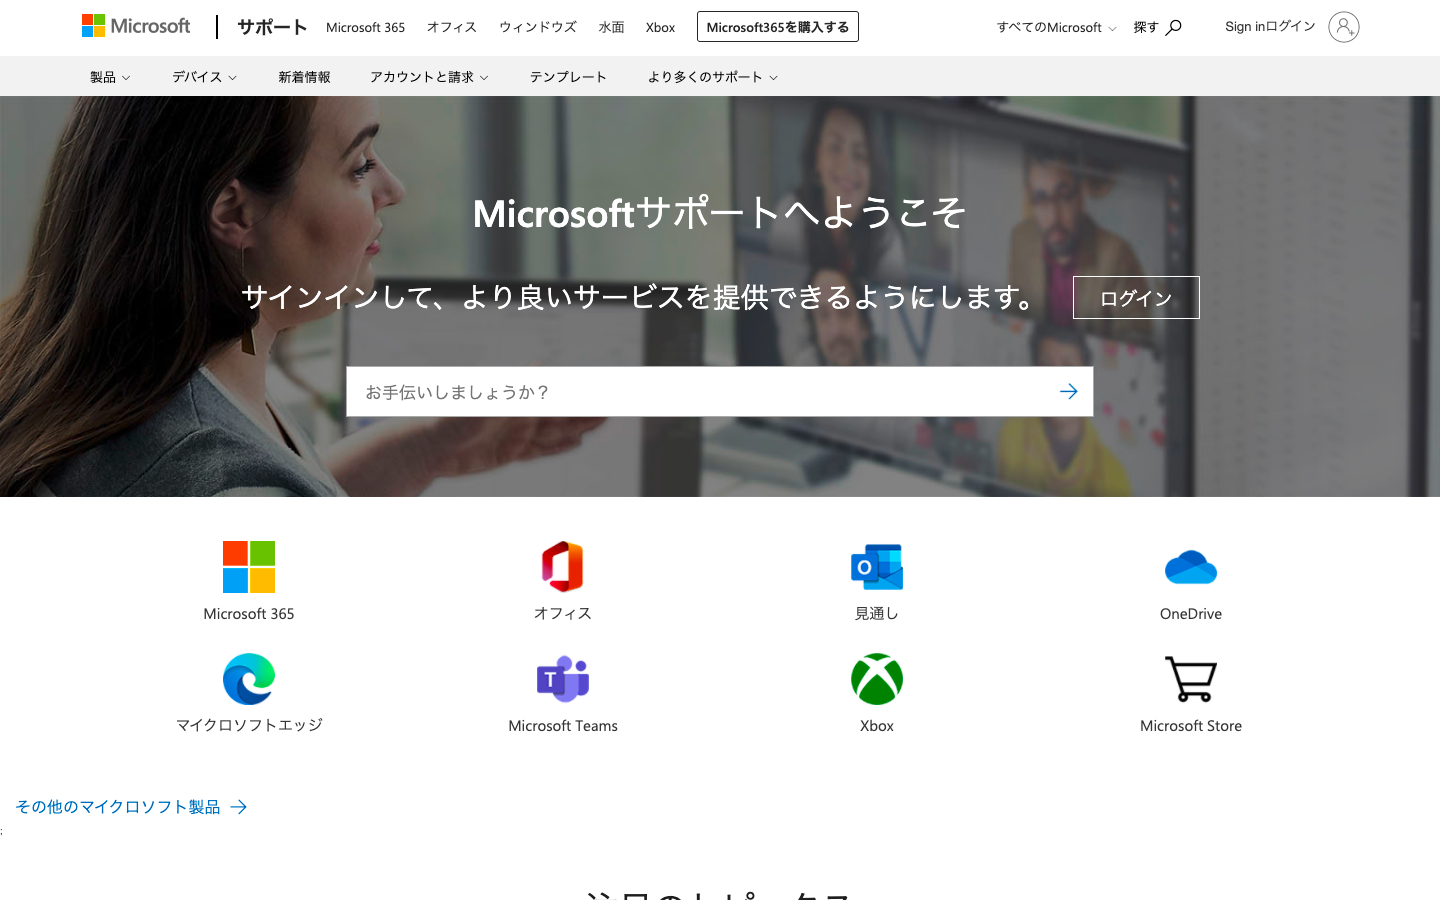 Microsoft サポート Microsoft 365 オフィス ウィンドウズ 水面 Xbox Microsoft365を購入する すべてのMicrosoft 探す Sign inログイン
製品 デバイス 新着情報 アカウントと請求 テンプレート より多くのサポート
Microsoftサポートへようこそ
サインインして、より良いサービスを提供できるようにします。 ログイン
お手伝いしましょうか？
Microsoft 365 オフィス 見通し OneDrive
マイクロソフトエッジ Microsoft Teams Xbox Microsoft Store
その他のマイクロソフト製品
;
注目のトピックス